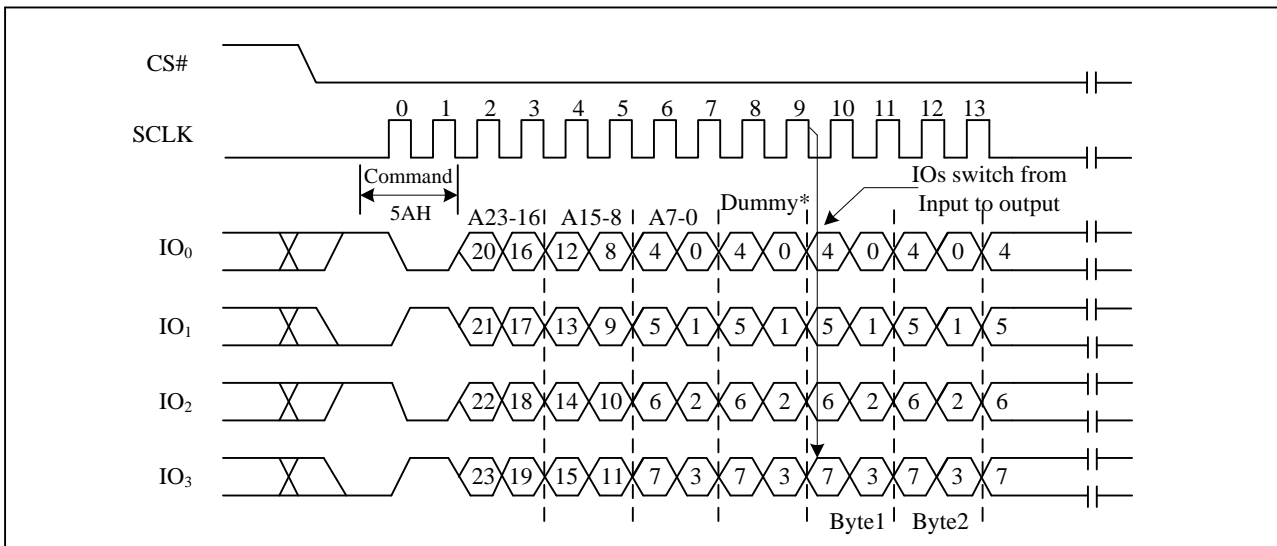 CS#
0 1 2 3 4 5 6 7 8 9 10 11 12 13
SCLK
Command
5AH
IOs switch from
Input to output
Dummy*
A23-16 A15-8 A7-0
IO₀ 20 16 12 8 4 0 4 0 4 0 4 0 4
IO₁ 21 17 13 9 5 1 5 1 5 1 5 1 5
IO₂ 22 18 14 10 6 2 6 2 6 2 6 2 6
IO₃ 23 19 15 11 7 3 7 3 7 3 7 3 7
Byte1 Byte2